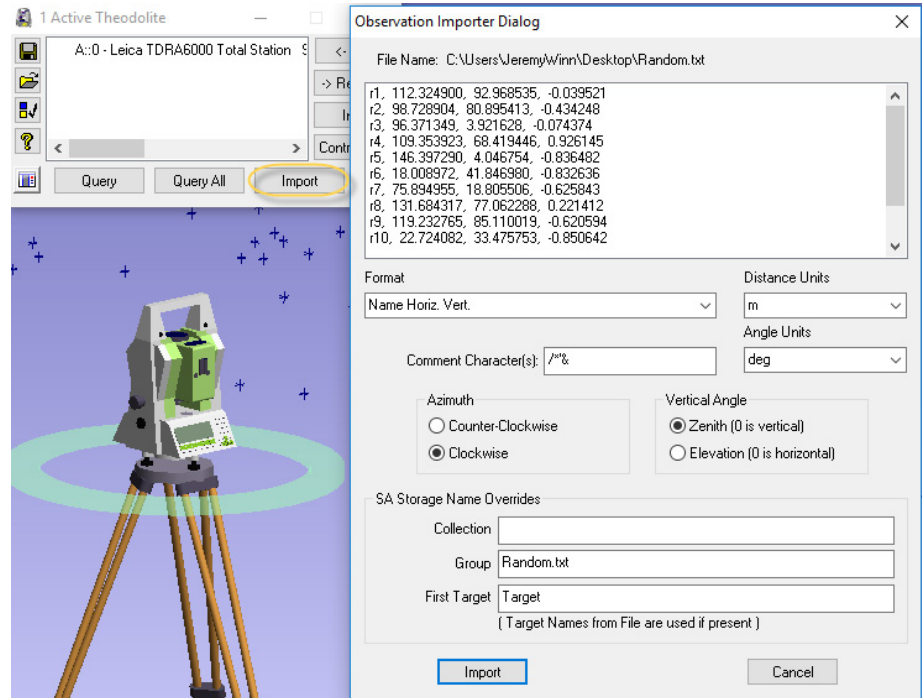 1 Active Theodolite
A::0 - Leica TDRA6000 Total Station S
<-
-> Re
Contr
Query
Query All
Import
Observation Importer Dialog
File Name: C:\Users\JeremyWinn\Desktop\Random.txt
r1, 112.324900, 92.968535, -0.039521
r2, 98.728904, 80.895413, -0.434248
r3, 96.371349, 3.921628, -0.074374
r4, 109.353923, 68.419446, 0.926145
r5, 146.397290, 4.046754, -0.836482
r6, 18.008972, 41.846980, -0.832636
r7, 75.894955, 18.805506, -0.625843
r8, 131.684317, 77.062288, 0.221412
r9, 119.232765, 85.110019, -0.620594
r10, 22.724082, 33.475753, -0.850642
Format
Distance Units
Name Horiz. Vert.
m
Angle Units
Comment Character(s): /*'&
deg
Azimuth
Vertical Angle
Counter-Clockwise
Zenith (0 is vertical)
Clockwise
Elevation (0 is horizontal)
SA Storage Name Overrides
Collection
Group Random.txt
First Target Target
( Target Names from File are used if present )
Import
Cancel